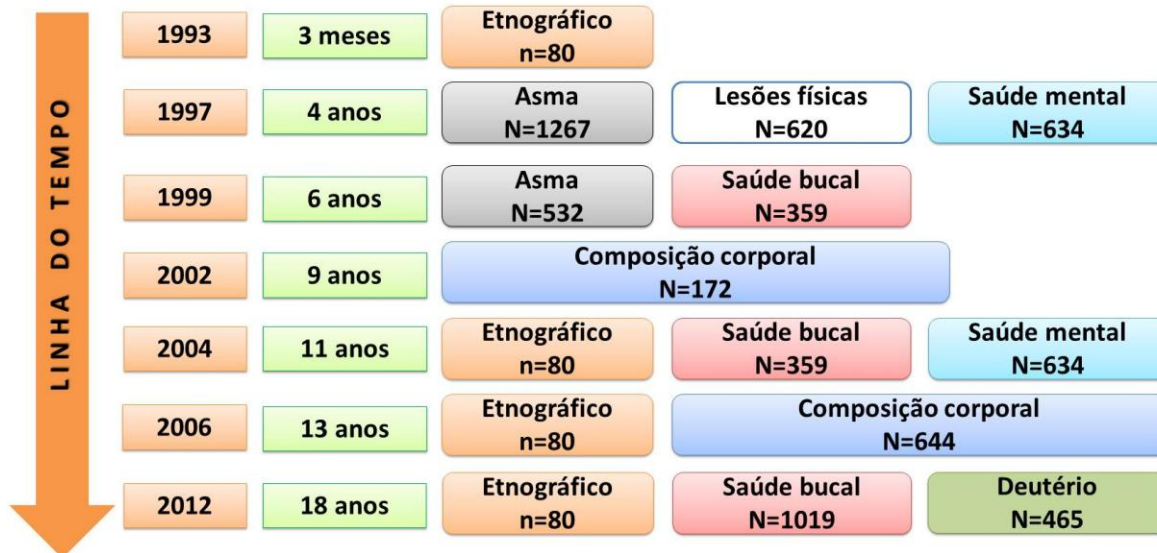 LINHA DO TEMPO
1993
3 meses
Etnográfico
n=80
1997
4 anos
Asma
N=1267
Lesões físicas
N=620
Saúde mental
N=634
1999
6 anos
Asma
N=532
Saúde bucal
N=359
2002
9 anos
Composição corporal
N=172
2004
11 anos
Etnográfico
n=80
Saúde bucal
N=359
Saúde mental
N=634
2006
13 anos
Etnográfico
n=80
Composição corporal
N=644
2012
18 anos
Etnográfico
n=80
Saúde bucal
N=1019
Deutério
N=465